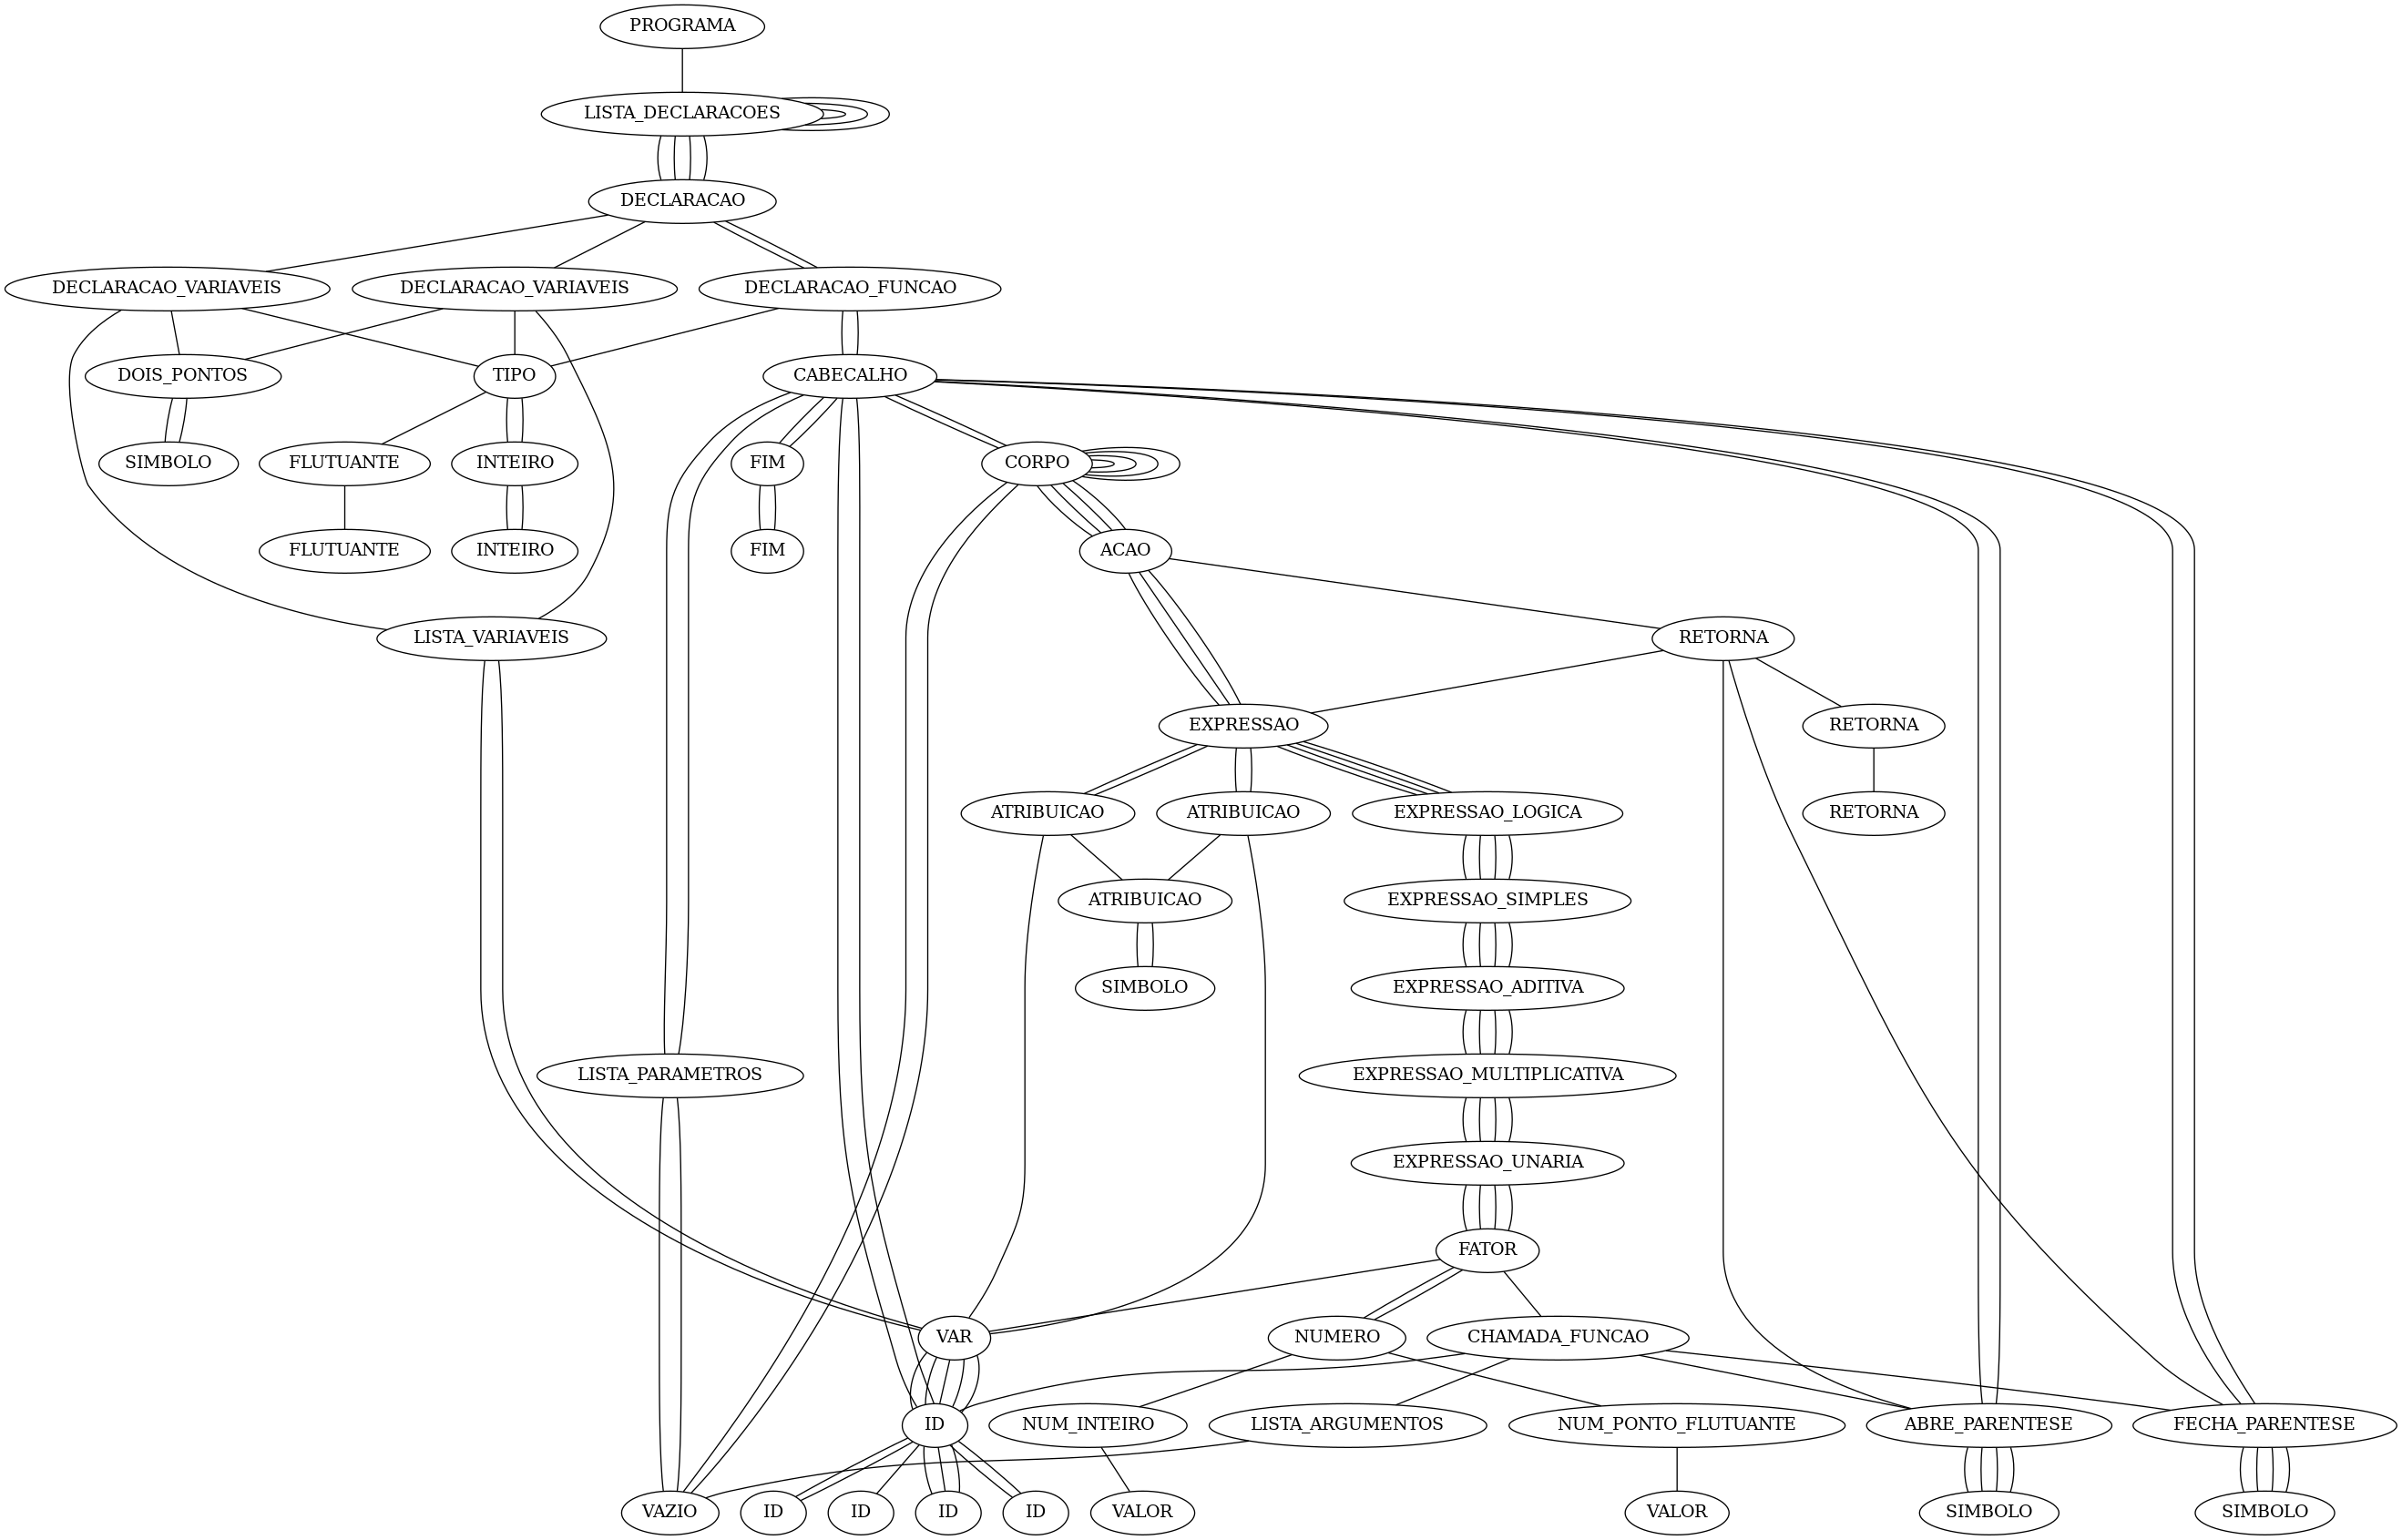 PROGRAMA
LISTA_DECLARACOES
DECLARACAO
DECLARACAO_VARIAVEIS
DECLARACAO_VARIAVEIS
DECLARACAO_FUNCAO
DOIS_PONTOS
TIPO
CABECALHO
SIMBOLO
FLUTUANTE
INTEIRO
FIM
CORPO
FLUTUANTE
INTEIRO
FIM
ACAO
LISTA_VARIAVEIS
RETORNA
EXPRESSAO
RETORNA
ATRIBUICAO
ATRIBUICAO
EXPRESSAO_LOGICA
RETORNA
ATRIBUICAO
EXPRESSAO_SIMPLES
SIMBOLO
EXPRESSAO_ADITIVA
LISTA_PARAMETROS
EXPRESSAO_MULTIPLICATIVA
EXPRESSAO_UNARIA
FATOR
VAR
NUMERO
CHAMADA_FUNCAO
ID
NUM_INTEIRO
LISTA_ARGUMENTOS
NUM_PONTO_FLUTUANTE
ABRE_PARENTESE
FECHA_PARENTESE
VAZIO
ID
ID
ID
ID
VALOR
VALOR
SIMBOLO
SIMBOLO